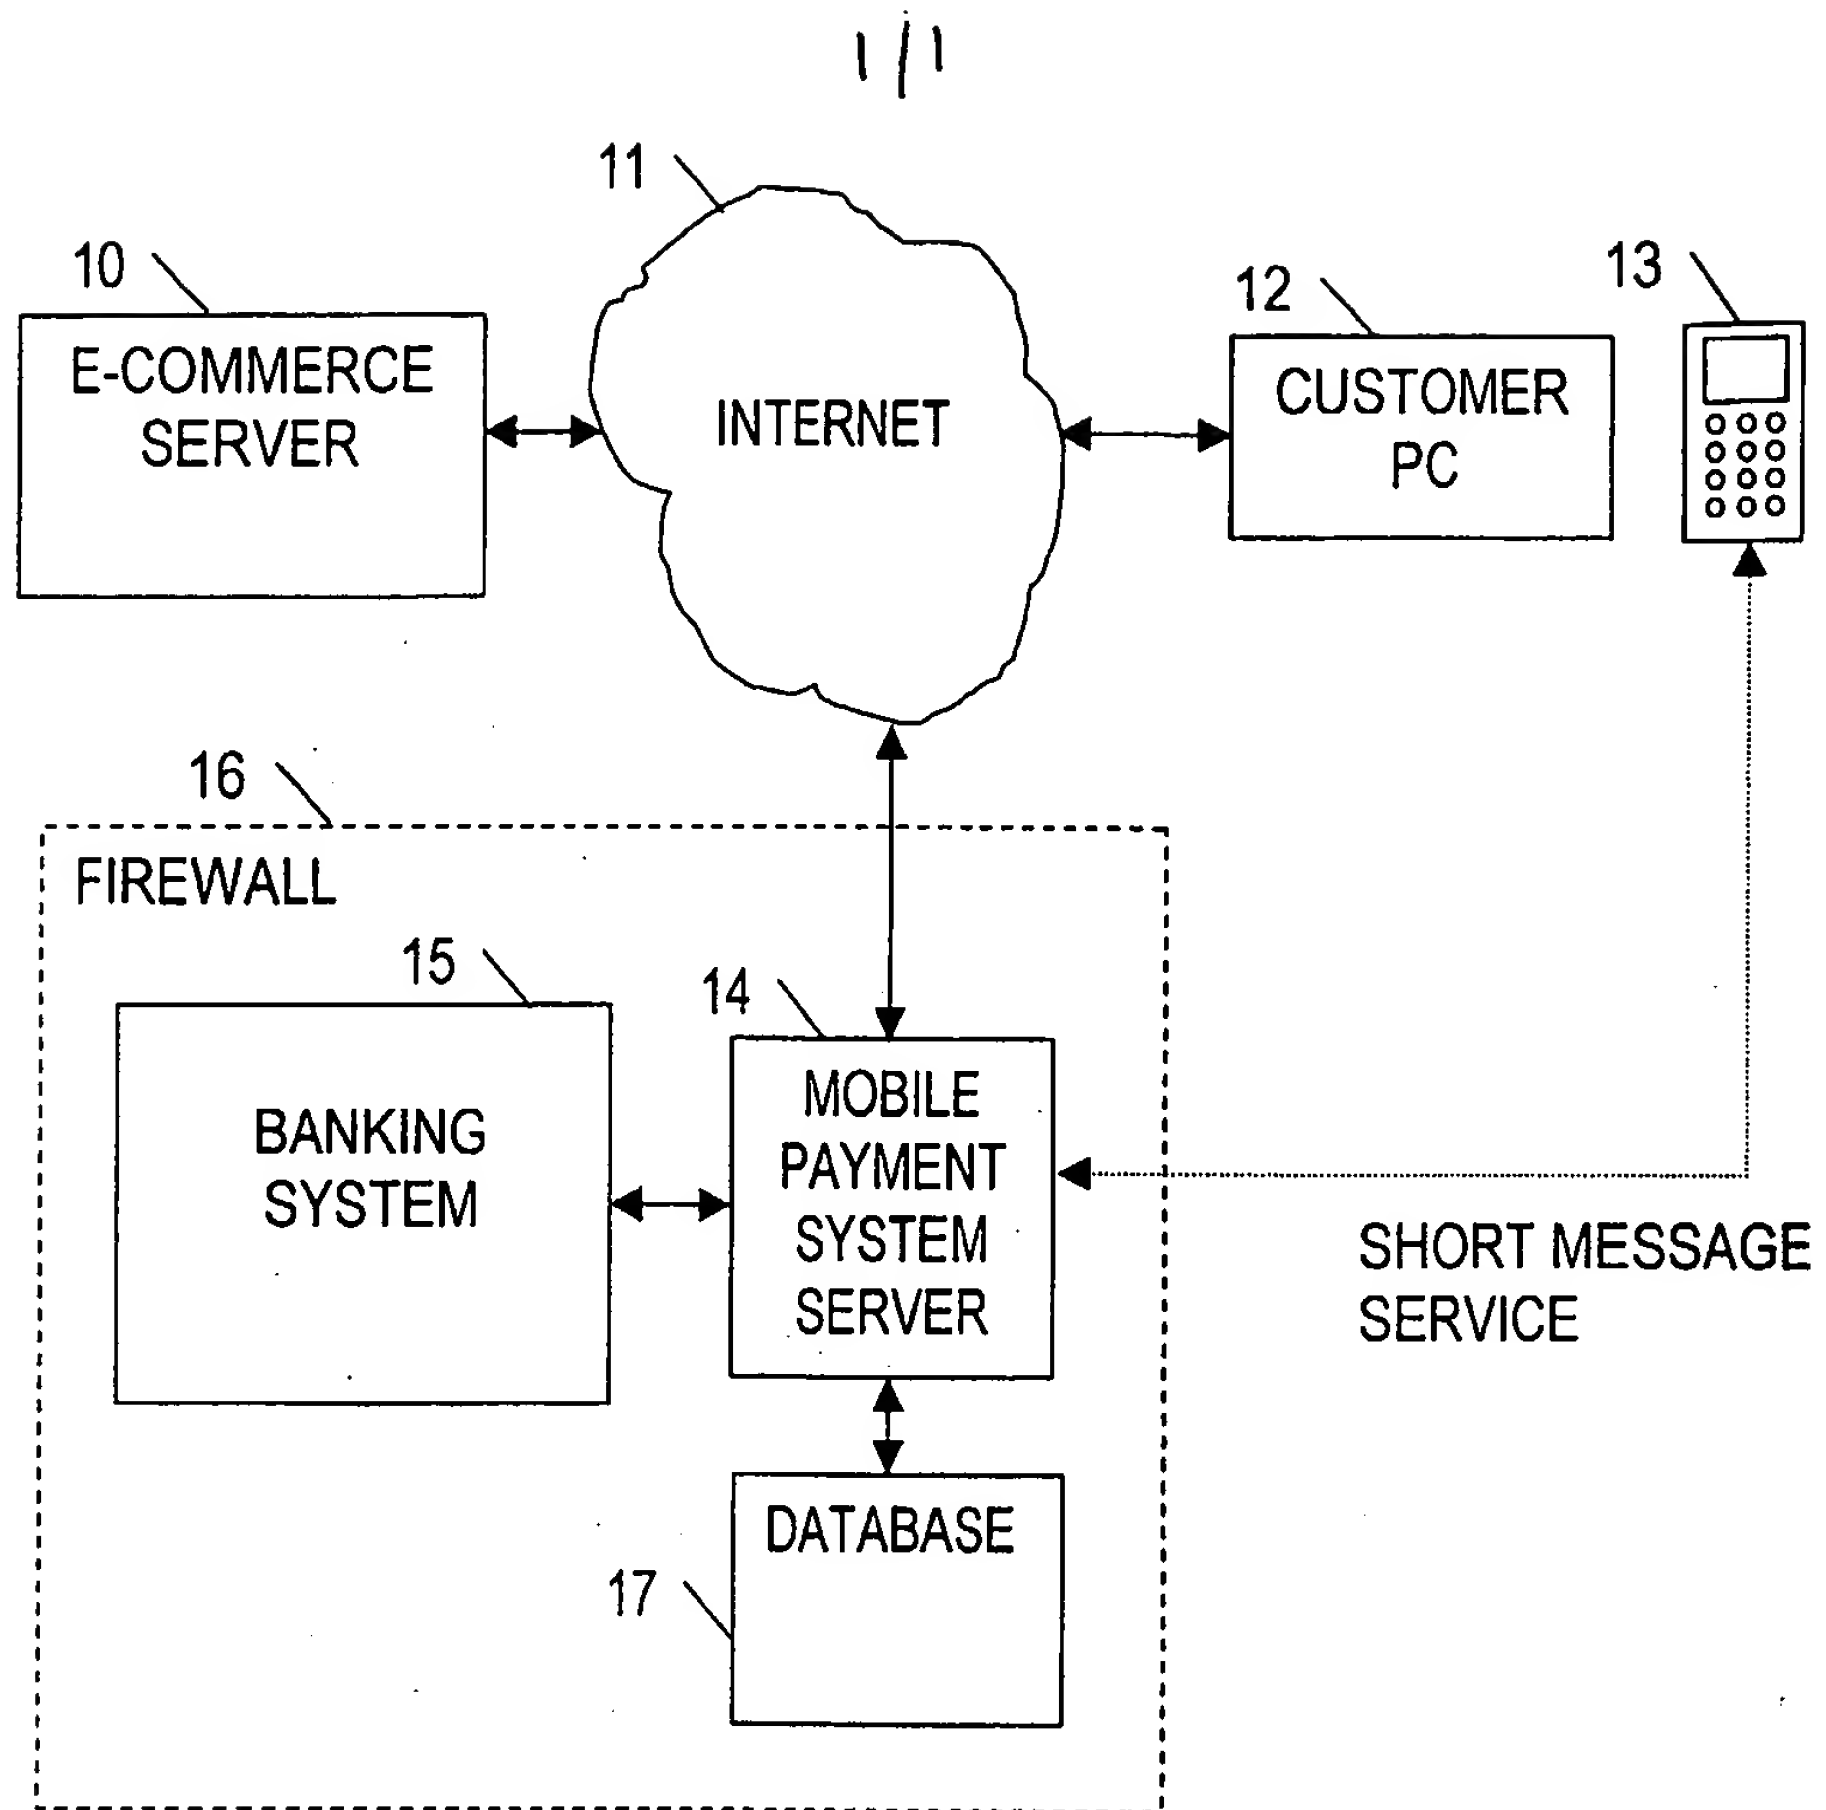 1/1
11
10
12
13
E-COMMERCE
SERVER
INTERNET
CUSTOMER
PC
16
FIREWALL
15
14
BANKING
SYSTEM
MOBILE
PAYMENT
SYSTEM
SERVER
SHORT MESSAGE
SERVICE
DATABASE
17